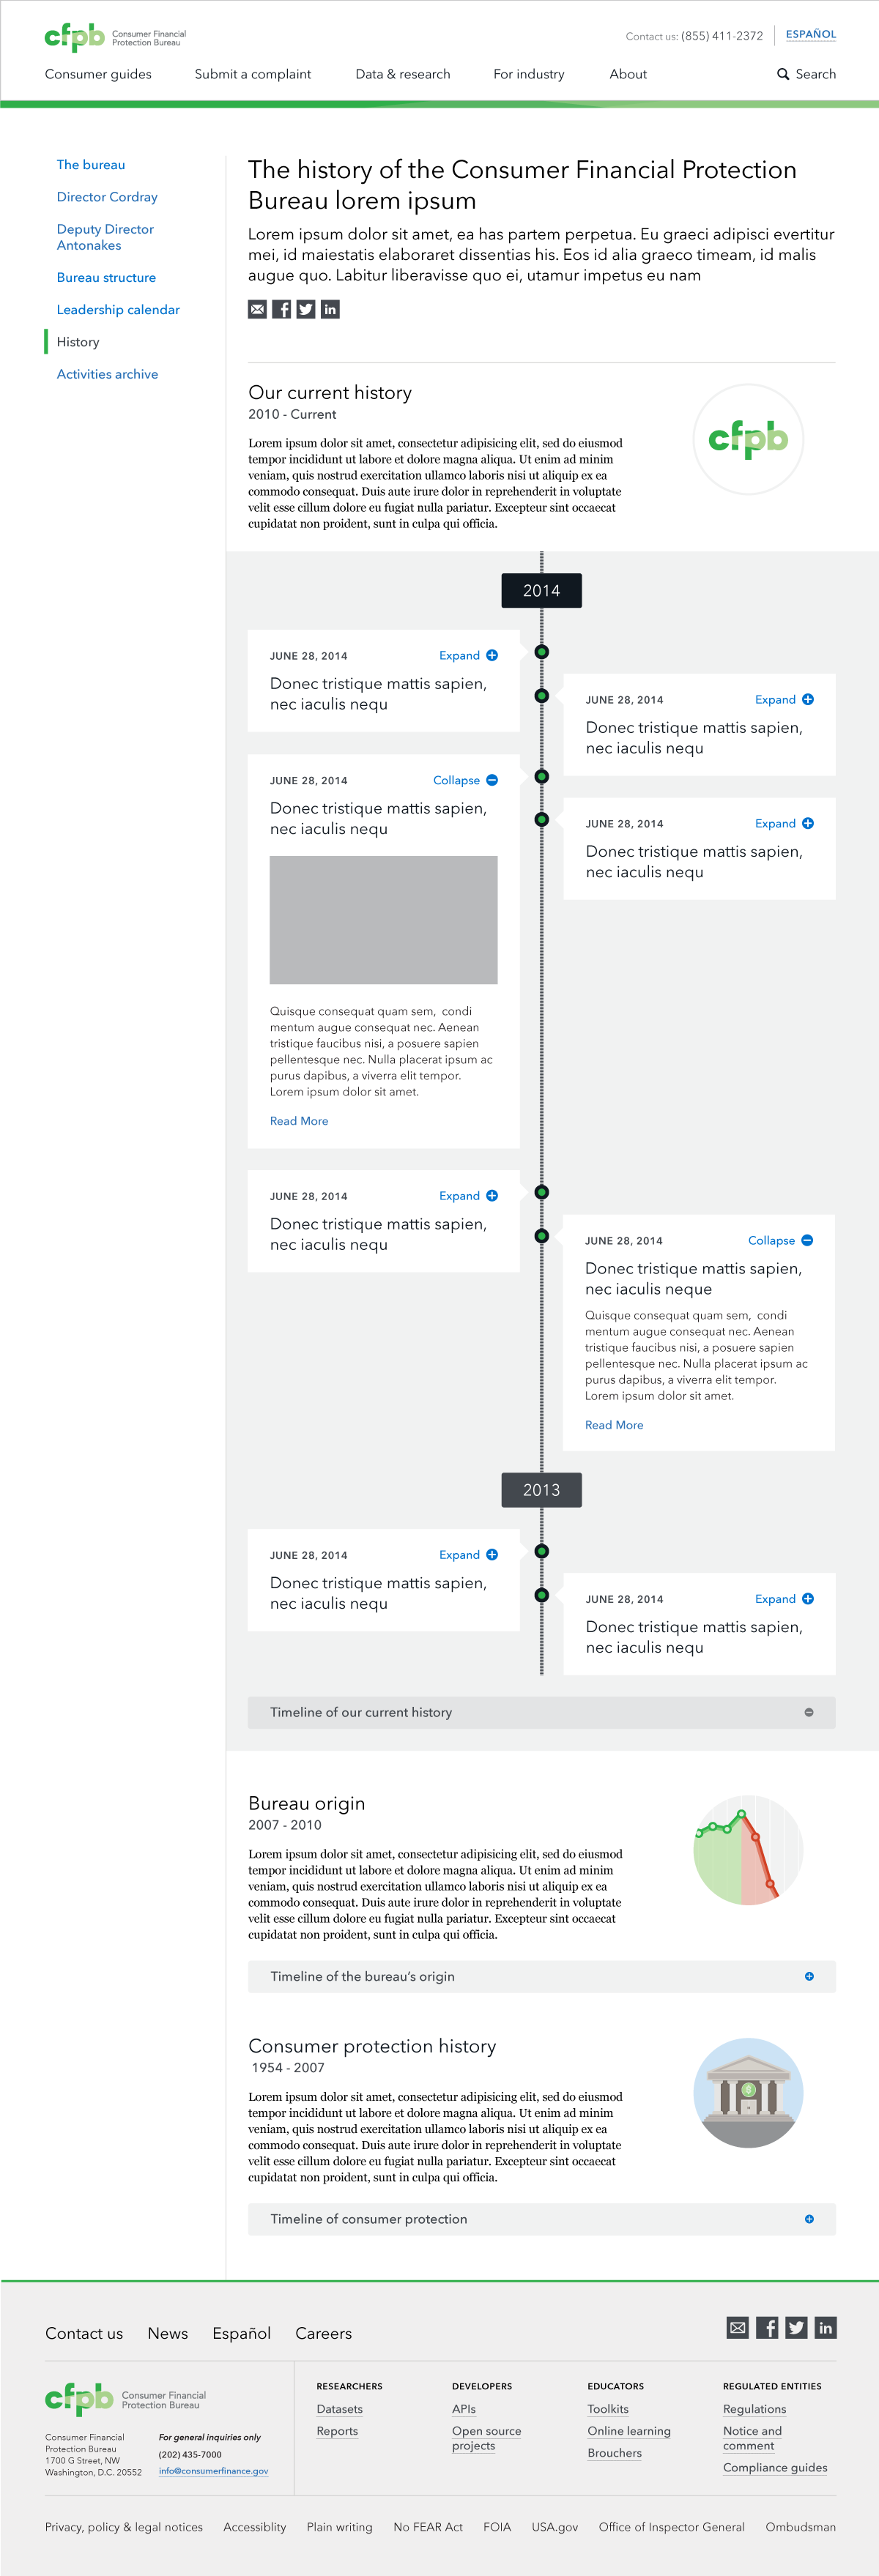 cfpb Consumer Financial
Protection Bureau
Contact us: (855) 411-2372
ESPAÑOL
Consumer guides
Submit a complaint
Data & research
For industry
About
Search
The bureau
Director Cordray
Deputy Director
Antonakes
Bureau structure
Leadership calendar
History
Activities archive
The history of the Consumer Financial Protection
Bureau lorem ipsum
Lorem ipsum dolor sit amet, ea has partem perpetua. Eu graeci adipisci evertitur
mei, id maiestatis elaboraret dissentias his. Eos id alia graeco timeam, id malis
augue quo. Labitur liberavisse quo ei, utamur impetus eu nam
in
Our current history
2010 - Current
Lorem ipsum dolor sit amet, consectetur adipisicing elit, sed do eiusmod
tempor incididunt ut labore et dolore magna aliqua. Ut enim ad minim
veniam, quis nostrud exercitation ullamco laboris nisi ut aliquip ex ea
commodo consequat. Duis aute irure dolor in reprehenderit in voluptate
velit esse cillum dolore eu fugiat nulla pariatur. Excepteur sint occaecat
cupidatat non proident, sunt in culpa qui officia.
cfpb
2014
JUNE 28, 2014
Expand
Donec tristique mattis sapien,
nec iaculis nequ
JUNE 28, 2014
Expand
Donec tristique mattis sapien,
nec iaculis nequ
JUNE 28, 2014
Collapse
Donec tristique mattis sapien,
nec iaculis nequ
Quisque consequat quam sem, condi
mentum augue consequat nec. Aenean
tristique faucibus nisi, a posuere sapien
pellentesque nec. Nulla placerat ipsum ac
purus dapibus, a viverra elit tempor.
Lorem ipsum dolor sit amet.
Read More
JUNE 28, 2014
Expand
Donec tristique mattis sapien,
nec iaculis nequ
JUNE 28, 2014
Expand
Donec tristique mattis sapien,
nec iaculis nequ
JUNE 28, 2014
Collapse
Donec tristique mattis sapien,
nec iaculis neque
Quisque consequat quam sem, condi
mentum augue consequat nec. Aenean
tristique faucibus nisi, a posuere sapien
pellentesque nec. Nulla placerat ipsum ac
purus dapibus, a viverra elit tempor.
Lorem ipsum dolor sit amet.
Read More
2013
JUNE 28, 2014
Expand
Donec tristique mattis sapien,
nec iaculis nequ
JUNE 28, 2014
Expand
Donec tristique mattis sapien,
nec iaculis nequ
Timeline of our current history
Bureau origin
2007 - 2010
Lorem ipsum dolor sit amet, consectetur adipisicing elit, sed do eiusmod
tempor incididunt ut labore et dolore magna aliqua. Ut enim ad minim
veniam, quis nostrud exercitation ullamco laboris nisi ut aliquip ex ea
commodo consequat. Duis aute irure dolor in reprehenderit in voluptate
velit esse cillum dolore eu fugiat nulla pariatur. Excepteur sint occaecat
cupidatat non proident, sunt in culpa qui officia.
Timeline of the bureau’s origin
Consumer protection history
1954 - 2007
Lorem ipsum dolor sit amet, consectetur adipisicing elit, sed do eiusmod
tempor incididunt ut labore et dolore magna aliqua. Ut enim ad minim
veniam, quis nostrud exercitation ullamco laboris nisi ut aliquip ex ea
commodo consequat. Duis aute irure dolor in reprehenderit in voluptate
velit esse cillum dolore eu fugiat nulla pariatur. Excepteur sint occaecat
cupidatat non proident, sunt in culpa qui officia.
Timeline of consumer protection
Contact us
News
Español
Careers
in
cfpb Consumer Financial
Protection Bureau
Consumer Financial
Protection Bureau
1700 G Street, NW
Washington, D.C. 20552
For general inquiries only
(202) 435-7000
info@consumerfinance.gov
RESEARCHERS
Datasets
Reports
DEVELOPERS
APIs
Open source
projects
EDUCATORS
Toolkits
Online learning
Brouchers
REGULATED ENTITIES
Regulations
Notice and
comment
Compliance guides
Privacy, policy & legal notices
Accessiblity
Plain writing
No FEAR Act
FOIA
USA.gov
Office of Inspector General
Ombudsman